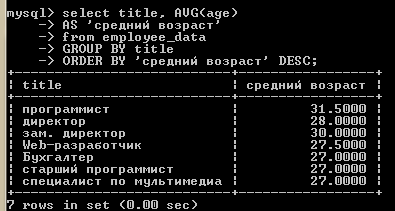 mysql> select title, AVG(age)
-> AS 'средний возраст'
-> from employee_data
-> GROUP BY title
-> ORDER BY 'средний возраст' DESC;
title средний возраст
программист 31.5000
директор 28.0000
зам. директор 30.0000
Web-разработчик 27.5000
Бухгалтер 27.0000
старший программист 27.0000
специалист по мультимедиа 27.0000
7 rows in set (0.00 sec)